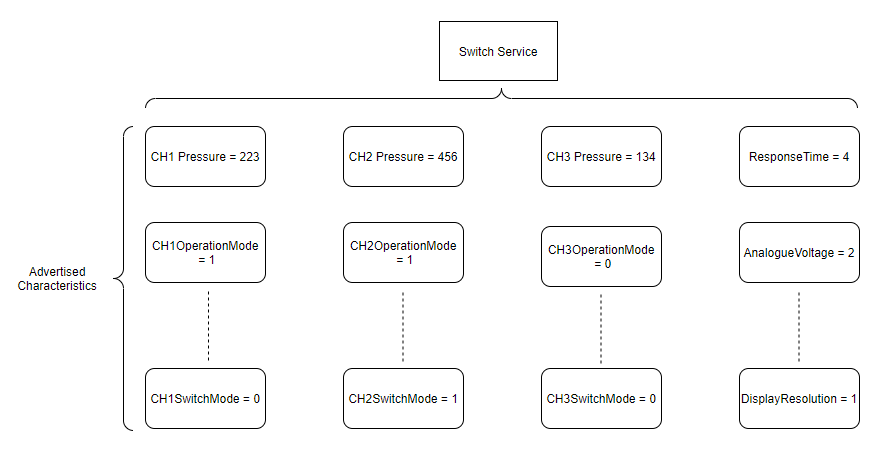 Switch Service
CH1 Pressure = 223
CH2 Pressure = 456
CH3 Pressure = 134
ResponseTime = 4
CH1OperationMode
= 1
CH2OperationMode
= 1
CH3OperationMode
= 0
AnalogueVoltage = 2
Advertised
Characteristics
CH1SwitchMode = 0
CH2SwitchMode = 1
CH3SwitchMode = 0
DisplayResolution = 1